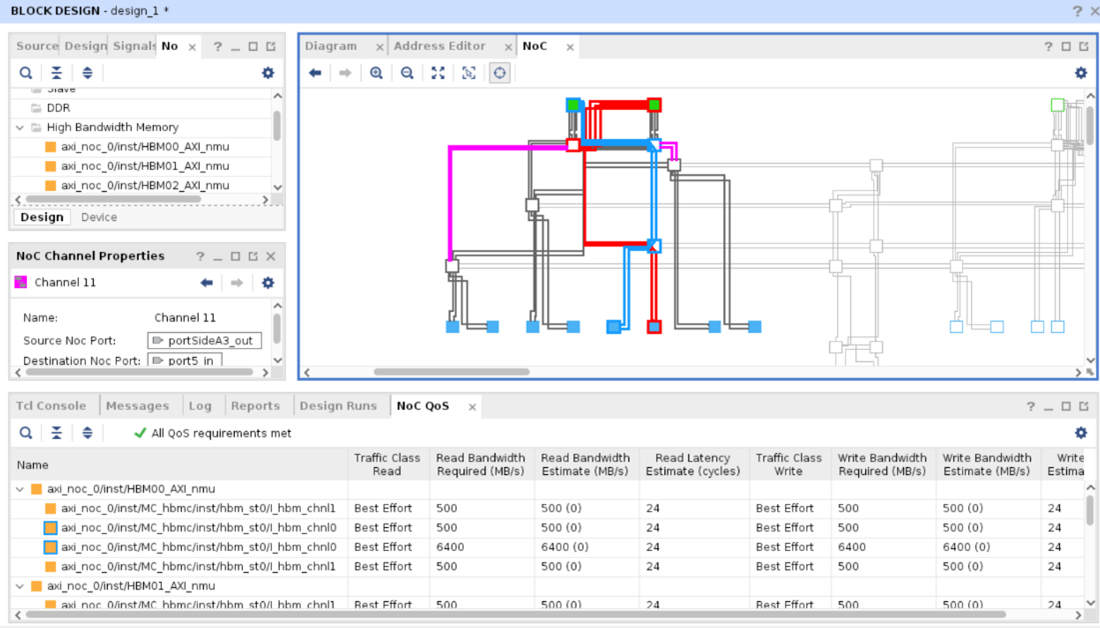 BLOCK DESIGN - design_1 *
Source Design Signals No
Slave
DDR
High Bandwidth Memory
axi_noc_0/inst/HBM00_AXI_nmu
axi_noc_0/inst/HBM01_AXI_nmu
axi_noc_0/inst/HBM02_AXI_nmu
Design Device
NoC Channel Properties
Channel 11
Name: Channel 11
Source Noc Port: portSideA3_out
Destination Noc Port: port5_in
Diagram Address Editor NoC
Tcl Console Messages Log Reports Design Runs NoC QoS
All QoS requirements met
Name Traffic Class Read Read Bandwidth Required (MB/s) Read Bandwidth Estimate (MB/s) Read Latency Estimate (cycles) Traffic Class Write Write Bandwidth Required (MB/s) Write Bandwidth Estimate (MB/s) Write Estima
axi_noc_0/inst/HBM00_AXI_nmu
axi_noc_0/inst/MC_hbmc/inst/hbm_st0/I_hbm_chnl1 Best Effort 500 500 (0) 24 Best Effort 500 500 (0) 24
axi_noc_0/inst/MC_hbmc/inst/hbm_st0/I_hbm_chnl0 Best Effort 500 500 (0) 24 Best Effort 500 500 (0) 24
axi_noc_0/inst/MC_hbmc/inst/hbm_st0/I_hbm_chnl0 Best Effort 6400 6400 (0) 24 Best Effort 6400 6400 (0) 24
axi_noc_0/inst/MC_hbmc/inst/hbm_st0/I_hbm_chnl1 Best Effort 500 500 (0) 24 Best Effort 500 500 (0) 24
axi_noc_0/inst/HBM01_AXI_nmu
axi_noc_0/inst/MC_hbmc/inst/hbm_st0/I_hbm_chnl1 Best Effort 500 500 (0) 24 Best Effort 500 500 (0) 24